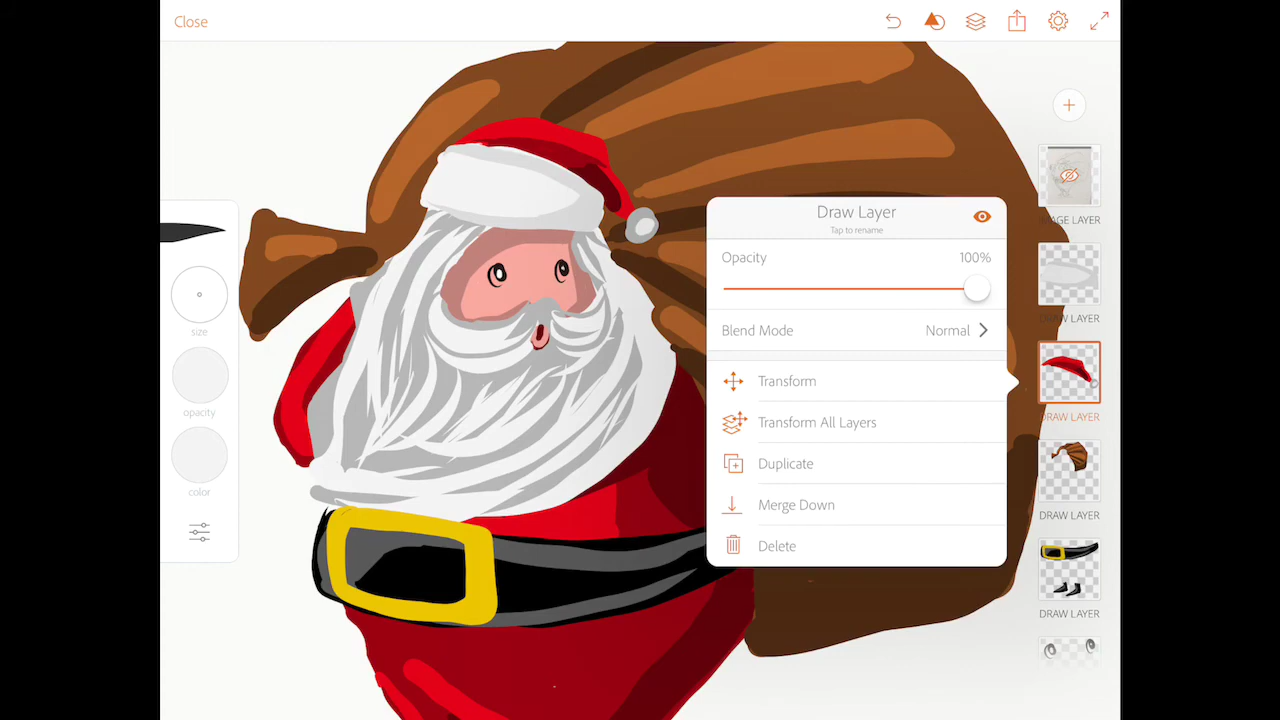 Close
size
opacity
color
Draw Layer
Tap to rename
Opacity 100%
Blend Mode Normal
Transform
Transform All Layers
Duplicate
Merge Down
Delete
IMAGE LAYER
DRAW LAYER
DRAW LAYER
DRAW LAYER
DRAW LAYER